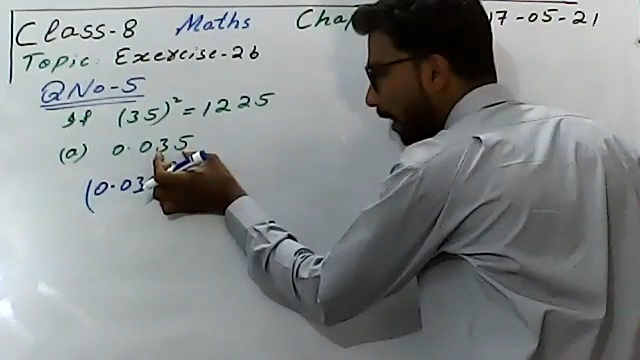 Class-8 Maths Chap 17-05-21
Topic: Exercise-2b
QNo-5
If (35)² = 1225
(a) 0.035
(0.03